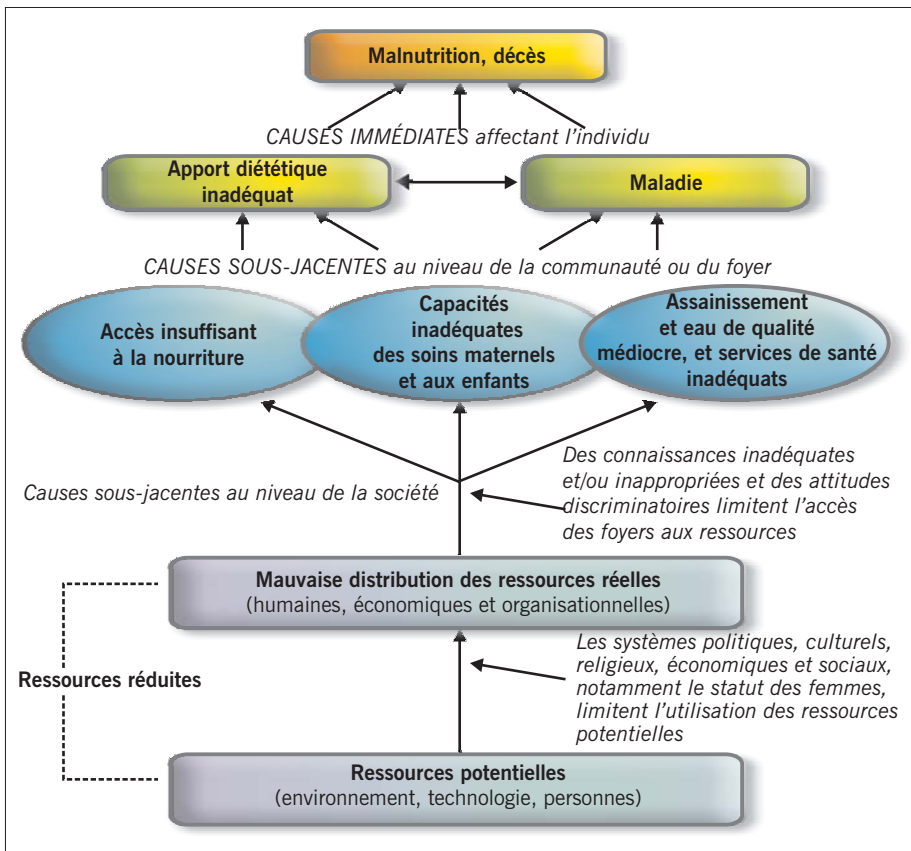 Malnutrition, décès
CAUSES IMMÉDIATES affectant l'individu
Apport diététique
inadéquat
Maladie
CAUSES SOUS-JACENTES au niveau de la communauté ou du foyer
Accès insuffisant
à la nourriture
Capacités
inadéquates
des soins maternels
et aux enfants
Assainissement
et eau de qualité
médiocre, et services de santé
inadéquats
Causes sous-jacentes au niveau de la société
Des connaissances inadéquates
et/ou inappropriées et des attitudes
discriminatoires limitent l'accès
des foyers aux ressources
Mauvaise distribution des ressources réelles
(humaines, économiques et organisationnelles)
Ressources réduites
Les systèmes politiques, culturels,
religieux, économiques et sociaux,
notamment le statut des femmes,
limitent l'utilisation des ressources
potentielles
Ressources potentielles
(environnement, technologie, personnes)